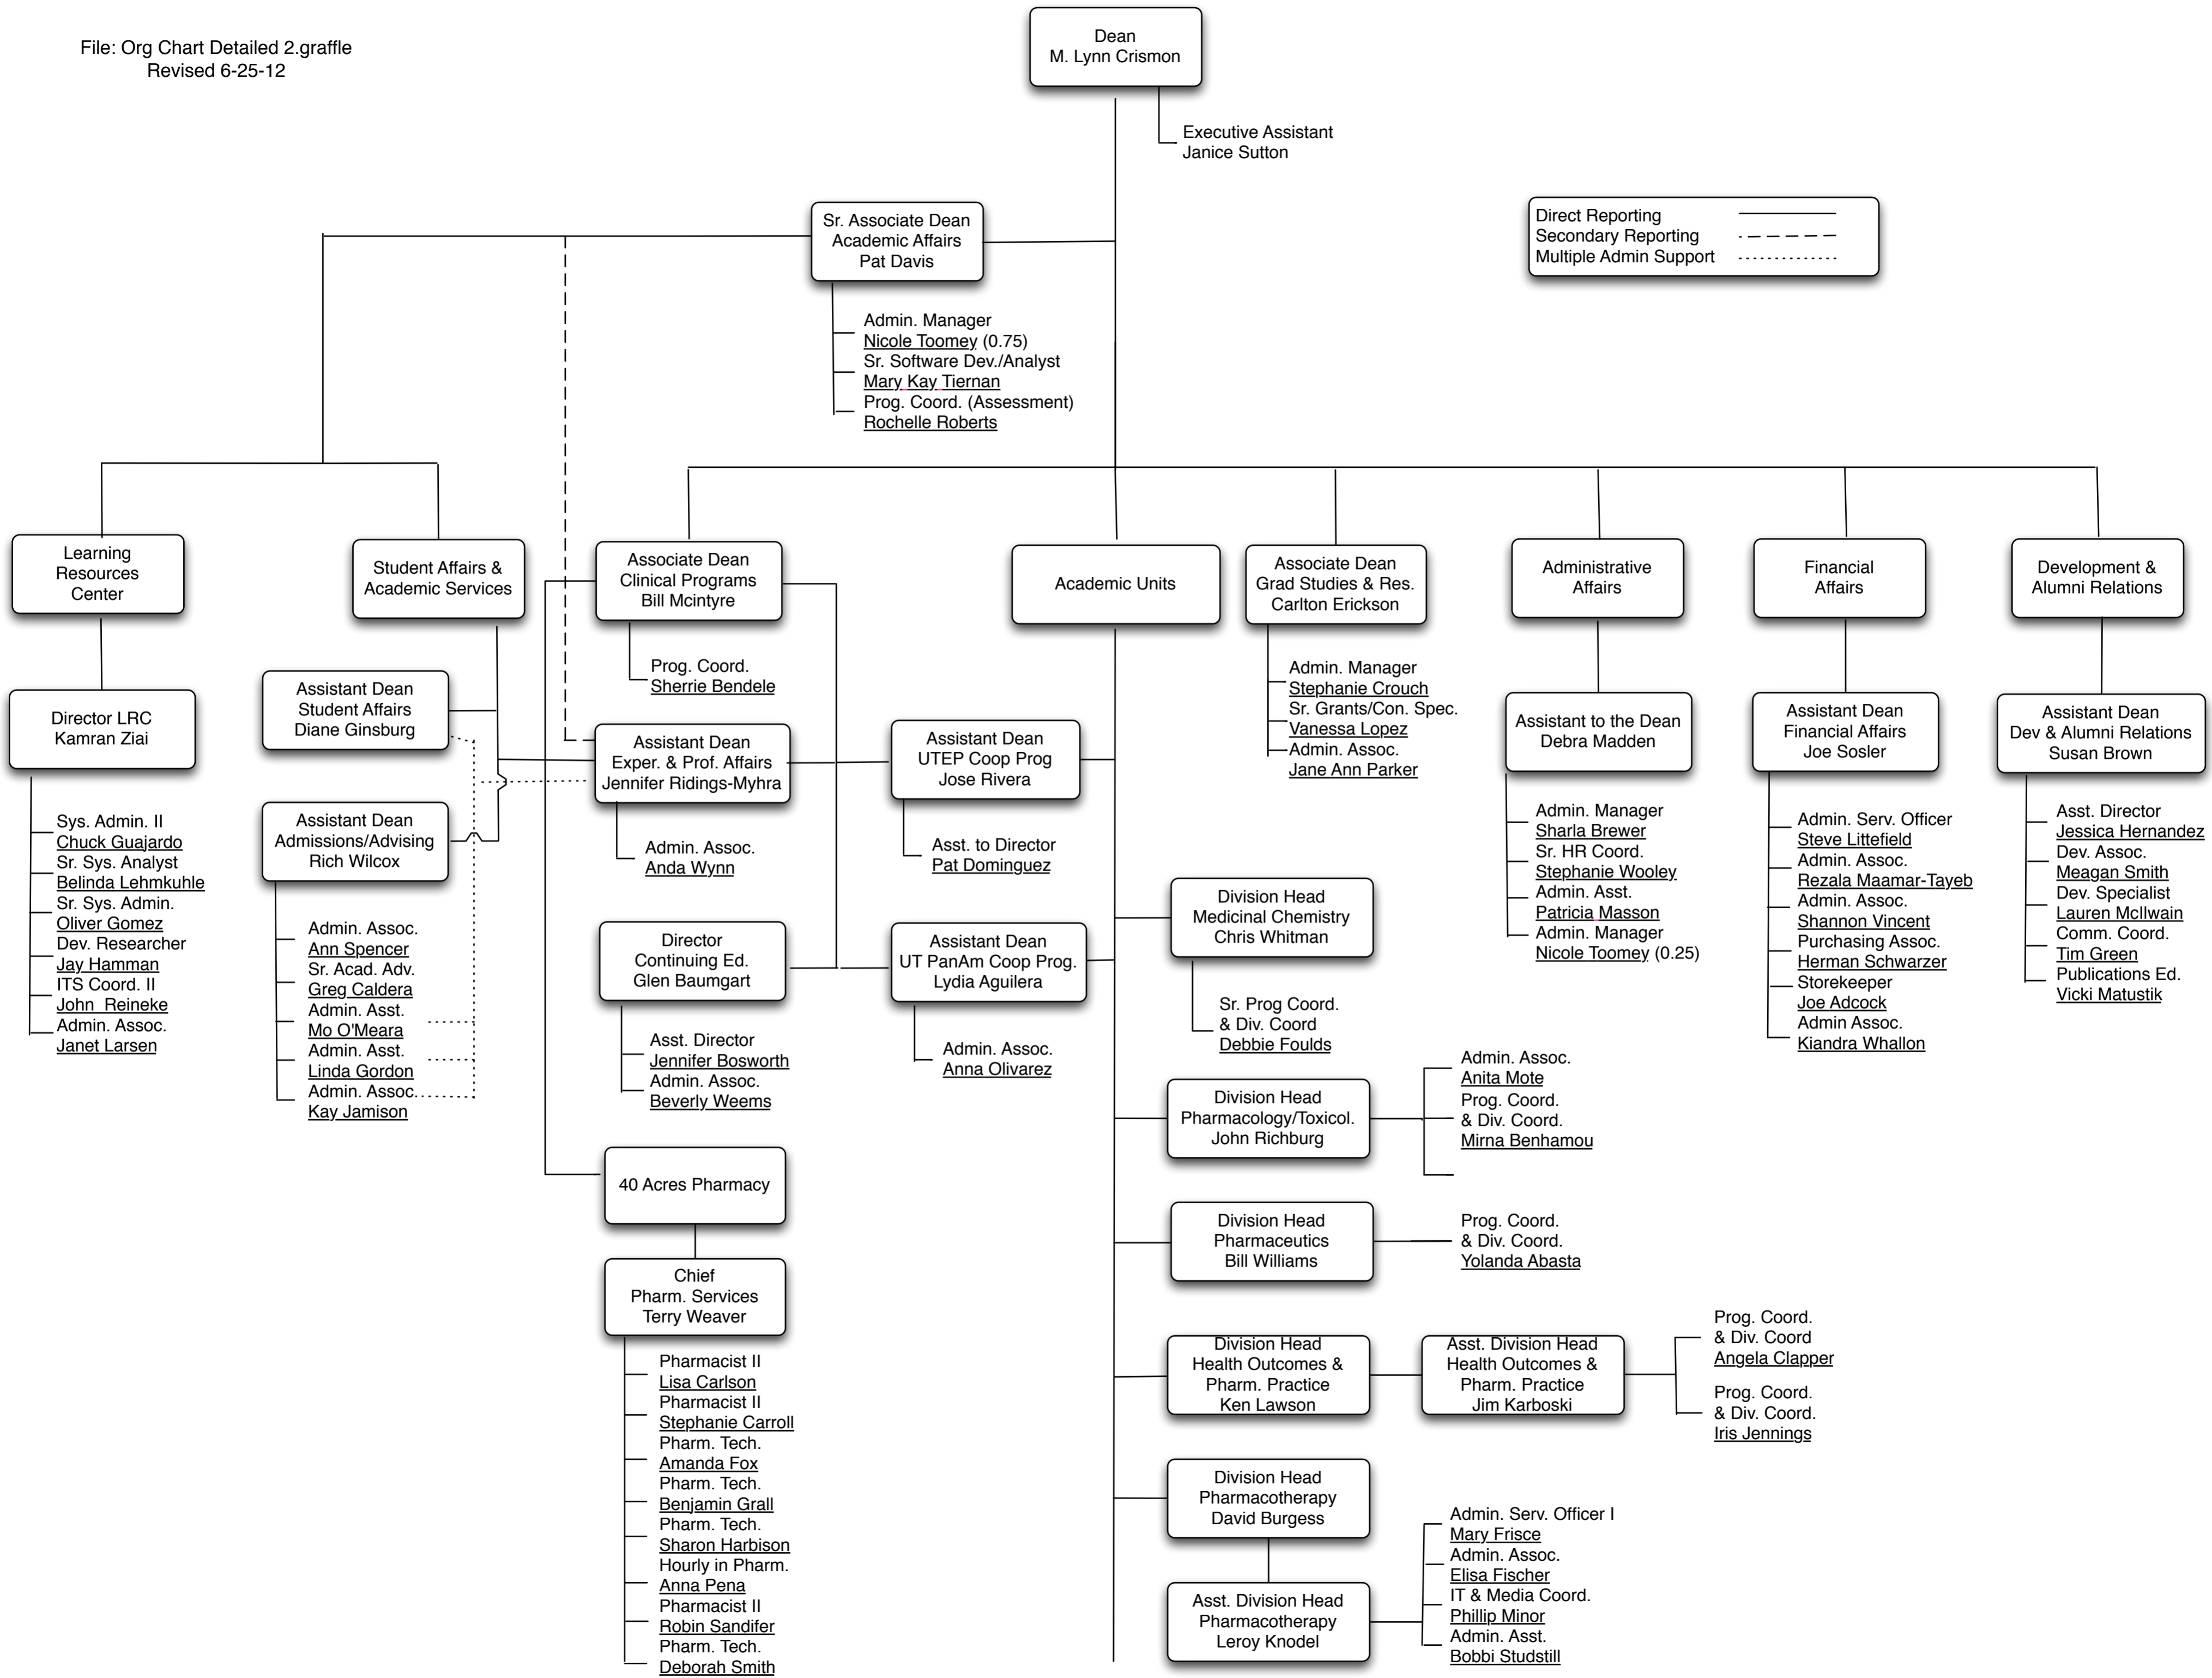 File: Org Chart Detailed 2.graffle
Revised 6-25-12
Dean
M. Lynn Crismon
Executive Assistant
Janice Sutton
Sr. Associate Dean
Academic Affairs
Pat Davis
Direct Reporting
Secondary Reporting
Multiple Admin Support
Admin. Manager
Nicole Toomey (0.75)
Sr. Software Dev./Analyst
Mary Kay Tiernan
Prog. Coord. (Assessment)
Rochelle Roberts
Learning
Resources
Center
Director LRC
Kamran Ziai
Sys. Admin. II
Chuck Guajardo
Sr. Sys. Analyst
Belinda Lehmkuhle
Sr. Sys. Admin.
Oliver Gomez
Dev. Researcher
Jay Hamman
ITS Coord. II
John Reineke
Admin. Assoc.
Janet Larsen
Student Affairs &
Academic Services
Assistant Dean
Student Affairs
Diane Ginsburg
Assistant Dean
Admissions/Advising
Rich Wilcox
Admin. Assoc.
Ann Spencer
Sr. Acad. Adv.
Greg Caldera
Admin. Asst.
Mo O'Meara
Admin. Asst.
Linda Gordon
Admin. Assoc.
Kay Jamison
Associate Dean
Clinical Programs
Bill Mcintyre
Prog. Coord.
Sherrie Bendele
Assistant Dean
Exper. & Prof. Affairs
Jennifer Ridings-Myhra
Admin. Assoc.
Anda Wynn
Director
Continuing Ed.
Glen Baumgart
Asst. Director
Jennifer Bosworth
Admin. Assoc.
Beverly Weems
40 Acres Pharmacy
Chief
Pharm. Services
Terry Weaver
Pharmacist II
Lisa Carlson
Pharmacist II
Stephanie Carroll
Pharm. Tech.
Amanda Fox
Pharm. Tech.
Benjamin Grall
Pharm. Tech.
Sharon Harbison
Hourly in Pharm.
Anna Pena
Pharmacist II
Robin Sandifer
Pharm. Tech.
Deborah Smith
Assistant Dean
UTEP Coop Prog
Jose Rivera
Asst. to Director
Pat Dominguez
Assistant Dean
UT PanAm Coop Prog.
Lydia Aguilera
Admin. Assoc.
Anna Olivarez
Academic Units
Division Head
Medicinal Chemistry
Chris Whitman
Sr. Prog Coord.
& Div. Coord
Debbie Foulds
Division Head
Pharmacology/Toxicol.
John Richburg
Admin. Assoc.
Anita Mote
Prog. Coord.
& Div. Coord.
Mirna Benhamou
Division Head
Pharmaceutics
Bill Williams
Prog. Coord.
& Div. Coord.
Yolanda Abasta
Division Head
Health Outcomes &
Pharm. Practice
Ken Lawson
Asst. Division Head
Health Outcomes &
Pharm. Practice
Jim Karboski
Prog. Coord.
& Div. Coord
Angela Clapper
Prog. Coord.
& Div. Coord.
Iris Jennings
Division Head
Pharmacotherapy
David Burgess
Asst. Division Head
Pharmacotherapy
Leroy Knodel
Admin. Serv. Officer I
Mary Frisce
Admin. Assoc.
Elisa Fischer
IT & Media Coord.
Phillip Minor
Admin. Asst.
Bobbi Studstill
Associate Dean
Grad Studies & Res.
Carlton Erickson
Admin. Manager
Stephanie Crouch
Sr. Grants/Con. Spec.
Vanessa Lopez
Admin. Assoc.
Jane Ann Parker
Administrative
Affairs
Assistant to the Dean
Debra Madden
Admin. Manager
Sharla Brewer
Sr. HR Coord.
Stephanie Wooley
Admin. Asst.
Patricia Masson
Admin. Manager
Nicole Toomey (0.25)
Financial
Affairs
Assistant Dean
Financial Affairs
Joe Sosler
Admin. Serv. Officer
Steve Littefield
Admin. Assoc.
Rezala Maamar-Tayeb
Admin. Assoc.
Shannon Vincent
Purchasing Assoc.
Herman Schwarzer
Storekeeper
Joe Adcock
Admin Assoc.
Kiandra Whallon
Development &
Alumni Relations
Assistant Dean
Dev & Alumni Relations
Susan Brown
Asst. Director
Jessica Hernandez
Dev. Assoc.
Meagan Smith
Dev. Specialist
Lauren McIlwain
Comm. Coord.
Tim Green
Publications Ed.
Vicki Matustik